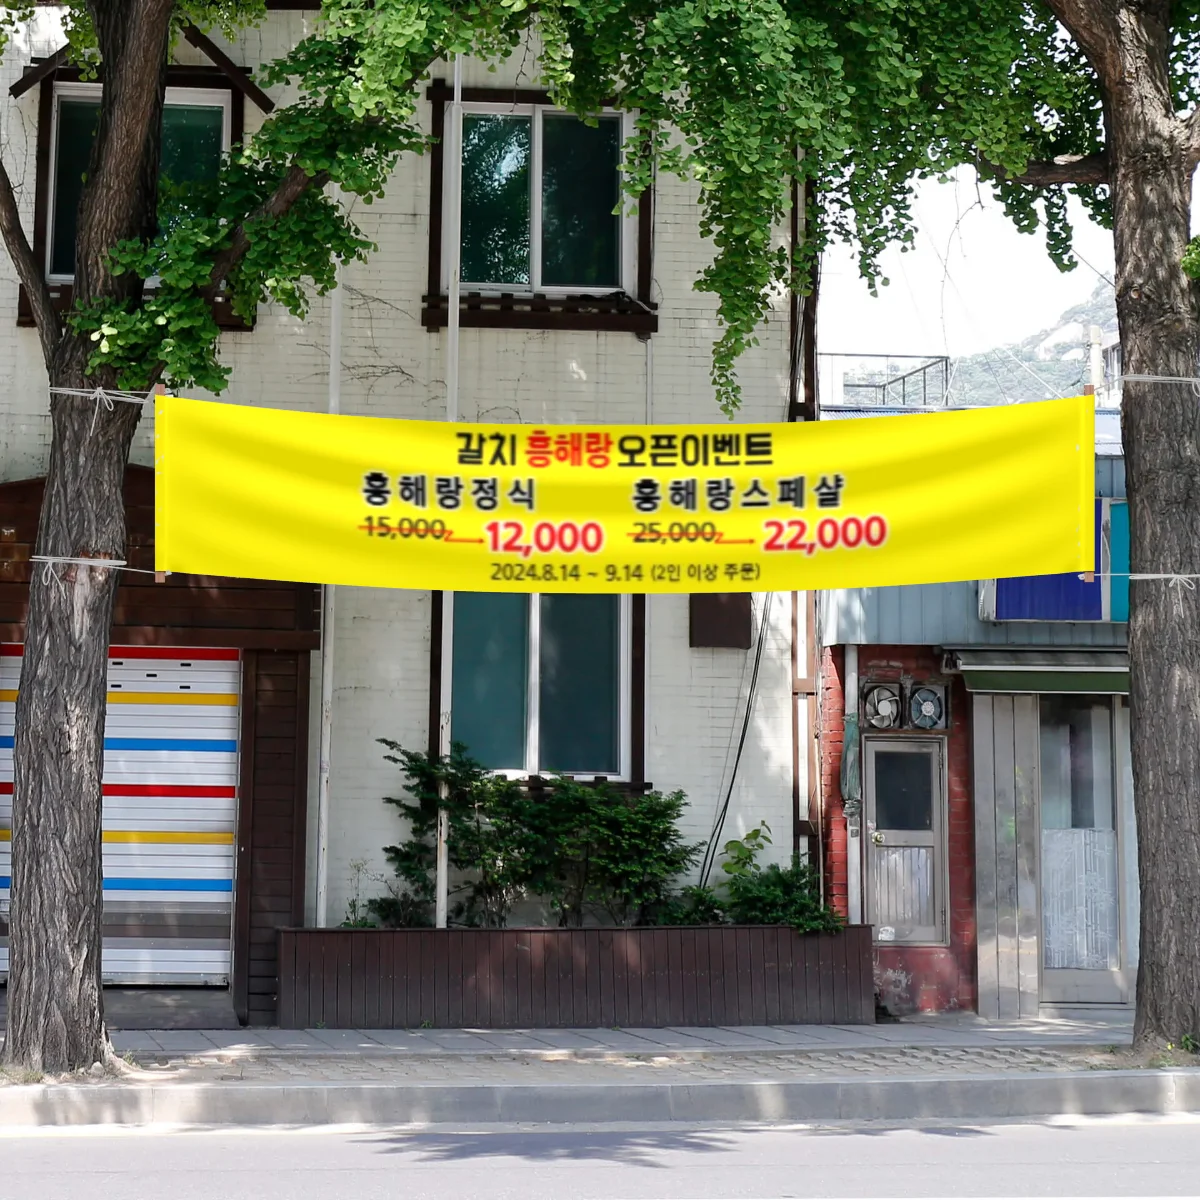 갈치 흥해랑 오픈이벤트
흥해랑정식 흥해랑스페샬
15,000 12,000 25,000 22,000
2024.8.14 ~ 9.14 (2인 이상 주문)